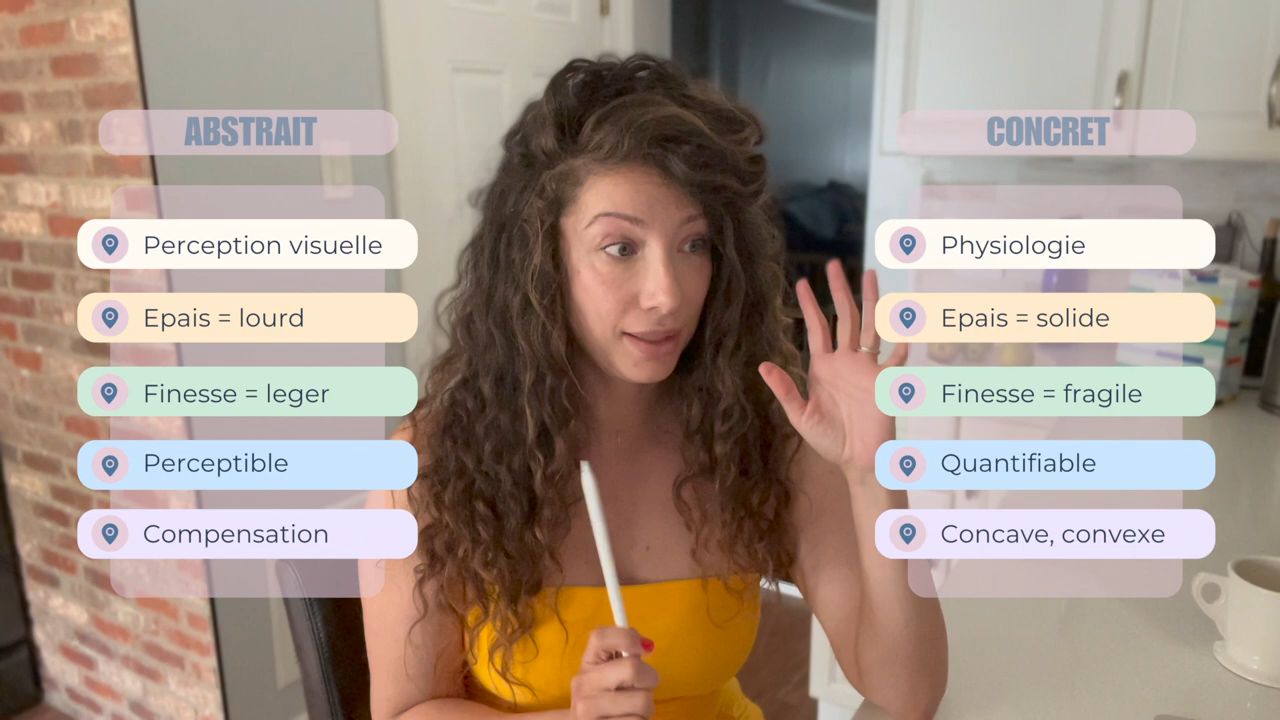 ABSTRAIT
Perception visuelle
Epais = lourd
Finesse = leger
Perceptible
Compensation
CONCRET
Physiologie
Epais = solide
Finesse = fragile
Quantifiable
Concave, convexe